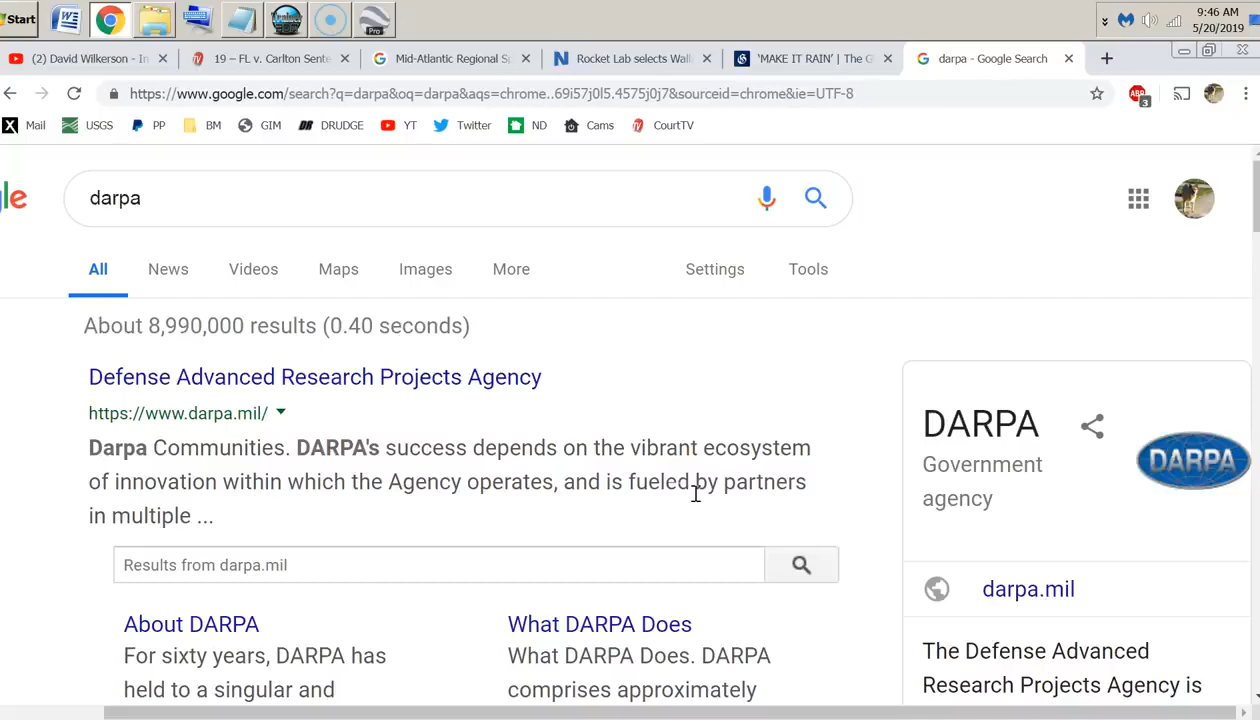 Start
Pro
9:46 AM
5/20/2019
(2) David Wilkerson - In
19 – FL v. Carlton Sente
Mid-Atlantic Regional Sp
Rocket Lab selects Wall
'MAKE IT RAIN' | The G
darpa - Google Search
https://www.google.com/search?q=darpa&oq=darpa&aqs=chrome..69i57j0l5.4575j0j7&sourceid=chrome&ie=UTF-8
ABP
3
X Mail
USGS
PP
BM
GIM
DR DRUDGE
YT
Twitter
ND
Cams
CourtTV
gle
darpa
All
News
Videos
Maps
Images
More
Settings
Tools
About 8,990,000 results (0.40 seconds)
Defense Advanced Research Projects Agency
https://www.darpa.mil/
Darpa Communities. DARPA's success depends on the vibrant ecosystem
of innovation within which the Agency operates, and is fueled by partners
in multiple ...
Results from darpa.mil
About DARPA
For sixty years, DARPA has
held to a singular and
What DARPA Does
What DARPA Does. DARPA
comprises approximately
DARPA
Government
agency
DARPA
darpa.mil
The Defense Advanced
Research Projects Agency is